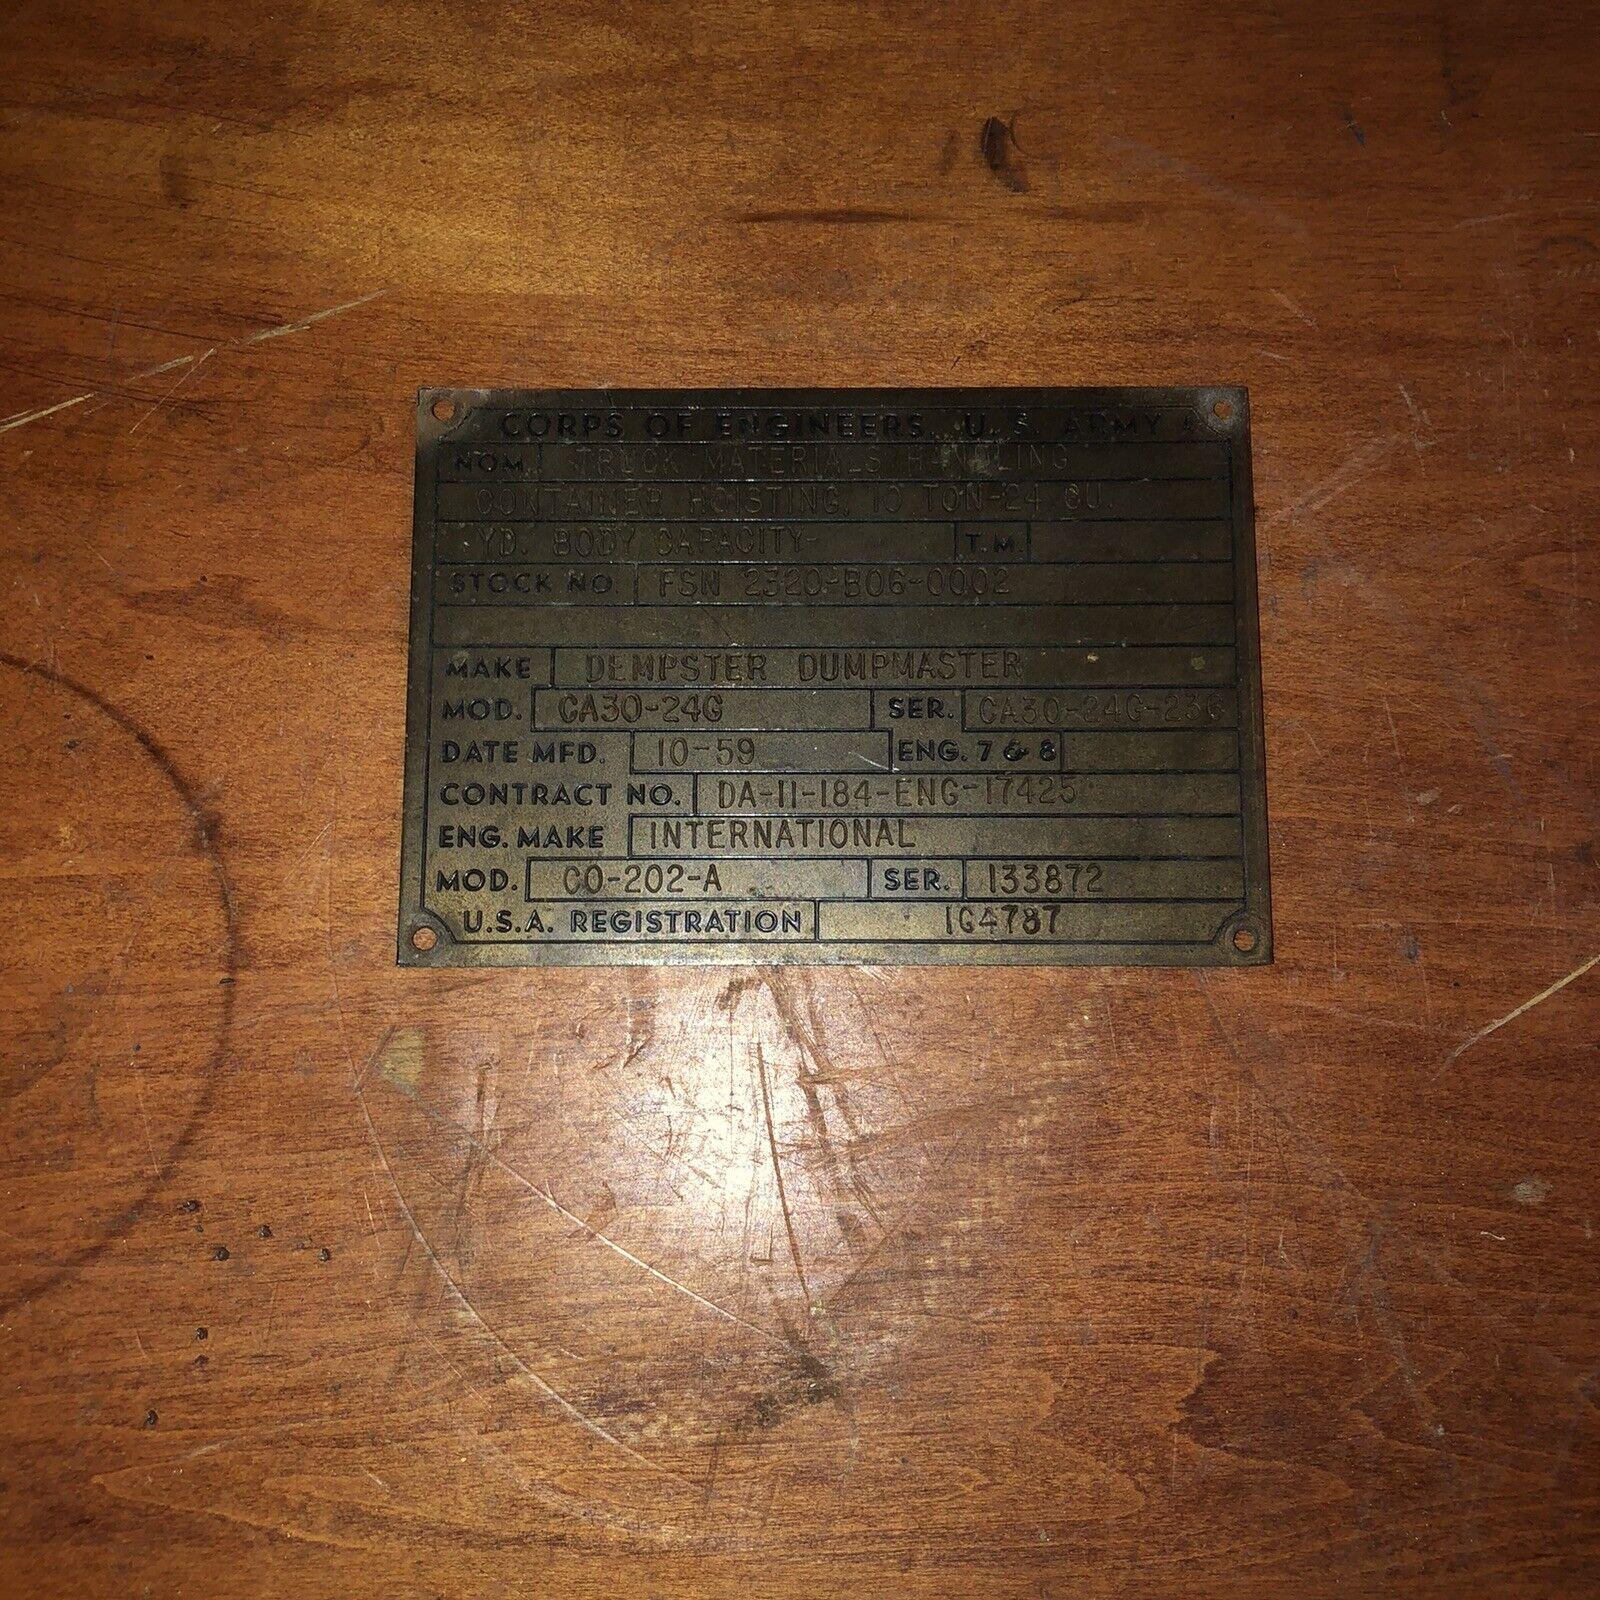 CORPS OF ENGINEERS, U. S. ARMY
NOM. TRUCK MATERIALS HANDLING
CONTAINER HOISTING, 10 TON-24 CU.
YD. BODY CAPACITY T.M.
STOCK NO. FSN 2320-B06-0002
MAKE DEMPSTER DUMPMASTER
MOD. CA30-24G SER. CA30-24G-23G
DATE MFD. 10-59 ENG. 7 & 8
CONTRACT NO. DA-11-184-ENG-17425
ENG. MAKE INTERNATIONAL
MOD. CO-202-A SER. 133872
U.S.A. REGISTRATION 1G4787